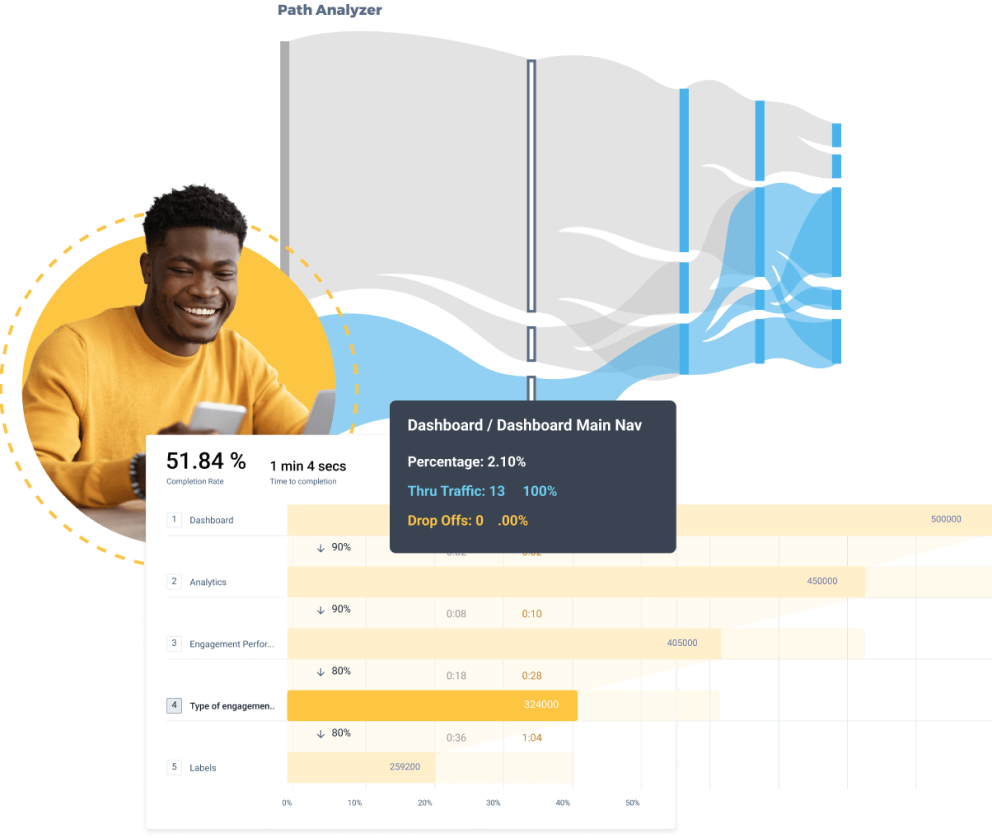 Path Analyzer
Dashboard / Dashboard Main Nav
Percentage: 2.10%
Thru Traffic: 13 100%
Drop Offs: 0 .00%
51.84 %
Completion Rate
1 min 4 secs
Time to completion
1 Dashboard 500000
↓ 90%
2 Analytics 450000
↓ 90% 0:08 0:10
3 Engagement Perfor... 405000
↓ 80% 0:18 0:28
4 Type of engagemen.. 324000
↓ 80% 0:36 1:04
5 Labels 259200
0% 10% 20% 30% 40% 50%